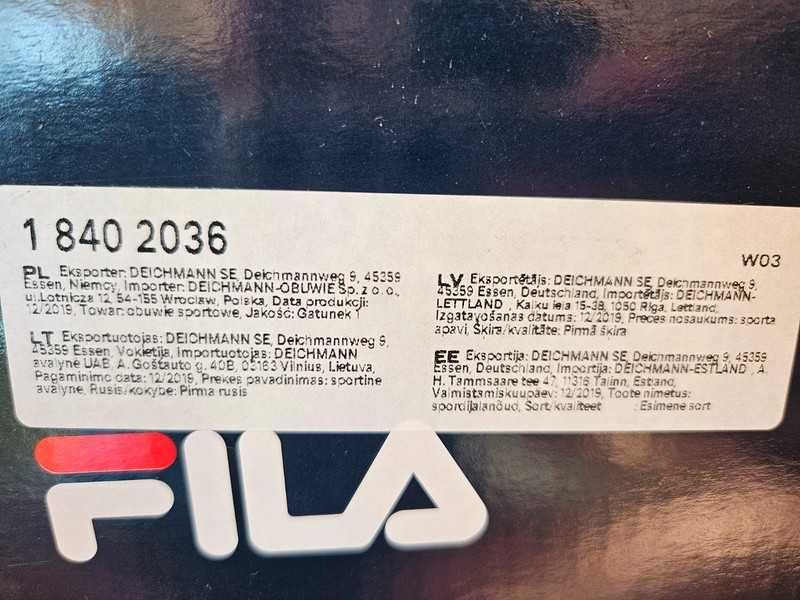 1 840 2036
W03
PL Eksporter: DEICHMANN SE, Deichmannweg 9, 45359
Essen, Niemcy, Importer: DEICHMANN-OBUWIE Sp. z o.o.,
ul.Lotnicza 12, 54-155 Wroclaw, Polska, Data produkcji:
12/2019, Towar: obuwie sportowe, Jakość: Gatunek 1
LT Eksportuotojas: DEICHMANN SE, Deichmannweg 9,
45359 Essen, Vokietija, Importuotojas: DEICHMANN
avalynė UAB, A. Goštauto g. 40B, 03163 Vilnius, Lietuva,
Pagaminimo data: 12/2019, Prekės pavadinimas: sportinė
avalynė, Rūšis/kokybė: Pirma rūšis
LV Eksportētājs: DEICHMANN SE, Deichmannweg 9,
45359 Essen, Deutschland, Importētājs: DEICHMANN-
LETTLAND , Kalku iela 15-3B, 1050 Riga, Lettland,
Izgatavošanas datums: 12/2019, Preces nosaukums: sporta
apavi, Šķira/kvalitāte: Pirmā šķira
EE Eksportija: DEICHMANN SE, Deichmannweg 9, 45359
Essen, Deutschland, Importija: DEICHMANN-ESTLAND , A.
H. Tammsaare tee 47, 11316 Talinn, Estland,
Valmistamiskuupäev: 12/2019, Toote nimetus:
spordijalanõud, Sort/kvaliteet : Esimene sort
FILA